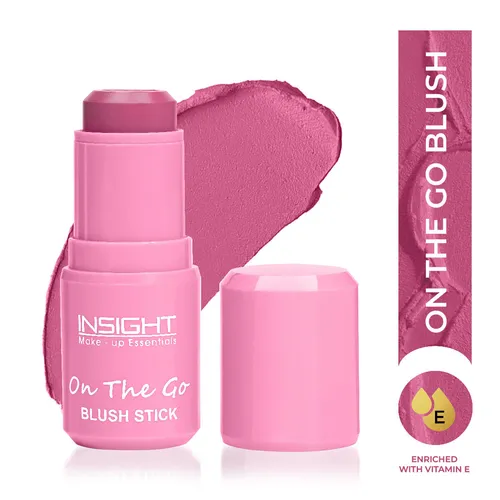 INSIGHT
Make - up Essentials
On The Go
BLUSH STICK
ON THE GO BLUSH
E
ENRICHED
WITH VITAMIN E